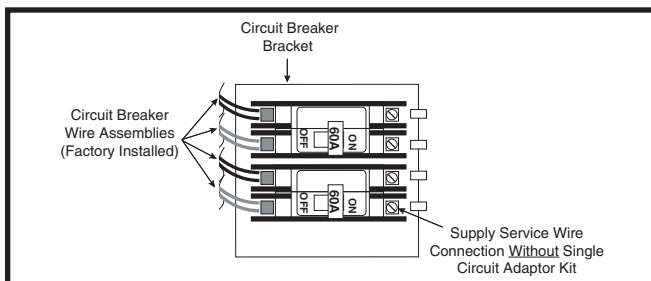 Circuit Breaker
Bracket
Circuit Breaker
Wire Assemblies
(Factory Installed)
OFF
60A
ON
OFF
60A
ON
Supply Service Wire
Connection Without Single
Circuit Adaptor Kit